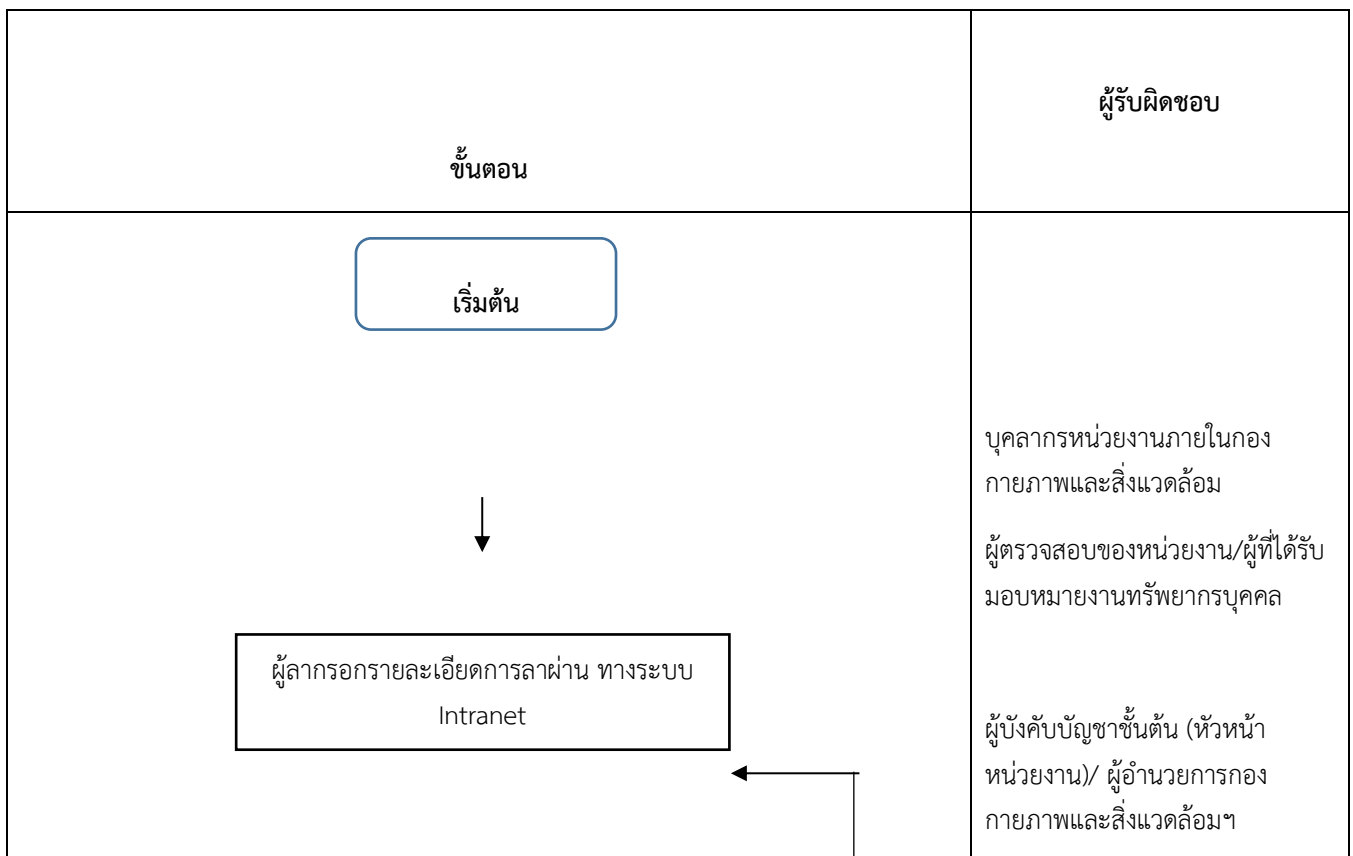 ขั้นตอน
ผู้รับผิดชอบ
เริ่มต้น
ผู้ลากรอกรายละเอียดการลาผ่าน ทางระบบ
Intranet
บุคลากรหน่วยงานภายในกอง
กายภาพและสิ่งแวดล้อม
ผู้ตรวจสอบของหน่วยงาน/ผู้ที่ได้รับ
มอบหมายงานทรัพยากรบุคคล
ผู้บังคับบัญชาชั้นต้น (หัวหน้า
หน่วยงาน)/ ผู้อำนวยการกอง
กายภาพและสิ่งแวดล้อมฯ